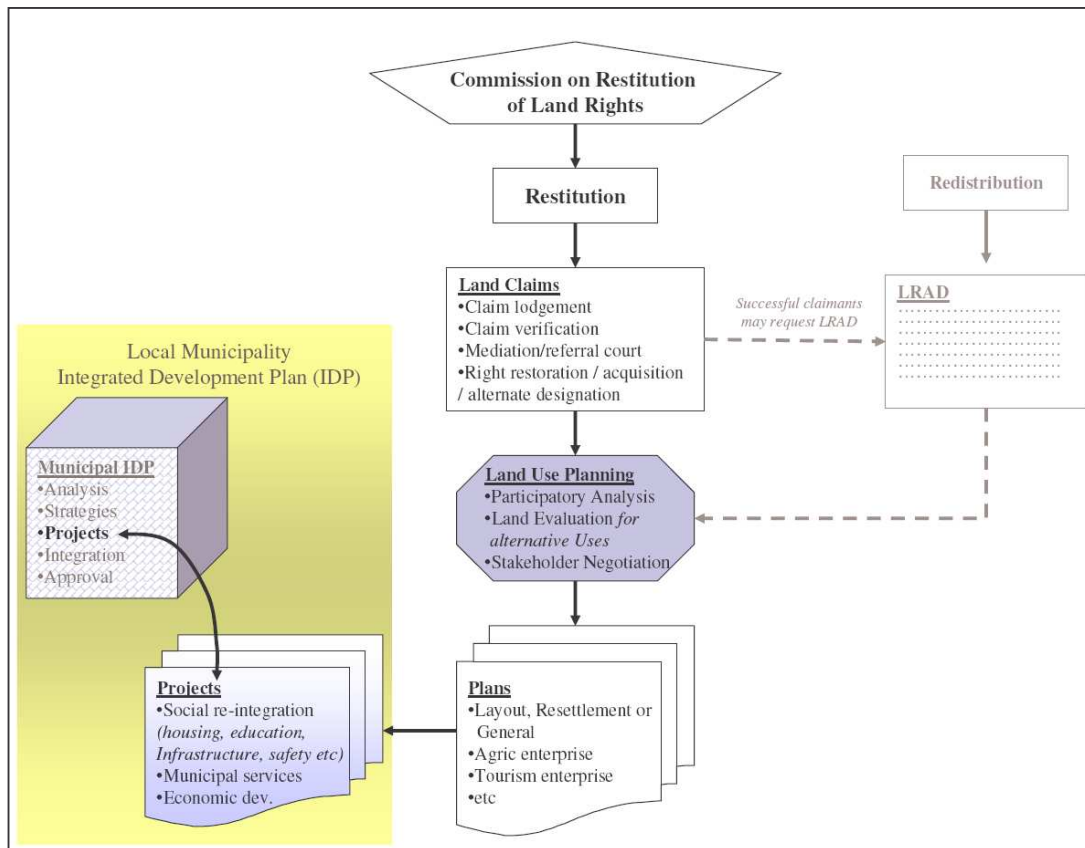 Commission on Restitution
of Land Rights
Restitution
Redistribution
Land Claims
•Claim lodgement
•Claim verification
•Mediation/referral court
•Right restoration / acquisition
/ alternate designation
Successful claimants
may request LRAD
LRAD
Local Municipality
Integrated Development Plan (IDP)
Municipal IDP
•Analysis
•Strategies
•Projects
•Integration
•Approval
Land Use Planning
•Participatory Analysis
•Land Evaluation for
alternative Uses
•Stakeholder Negotiation
Projects
•Social re-integration
(housing, education,
Infrastructure, safety etc)
•Municipal services
•Economic dev.
Plans
•Layout, Resettlement or
General
•Agric enterprise
•Tourism enterprise
•etc